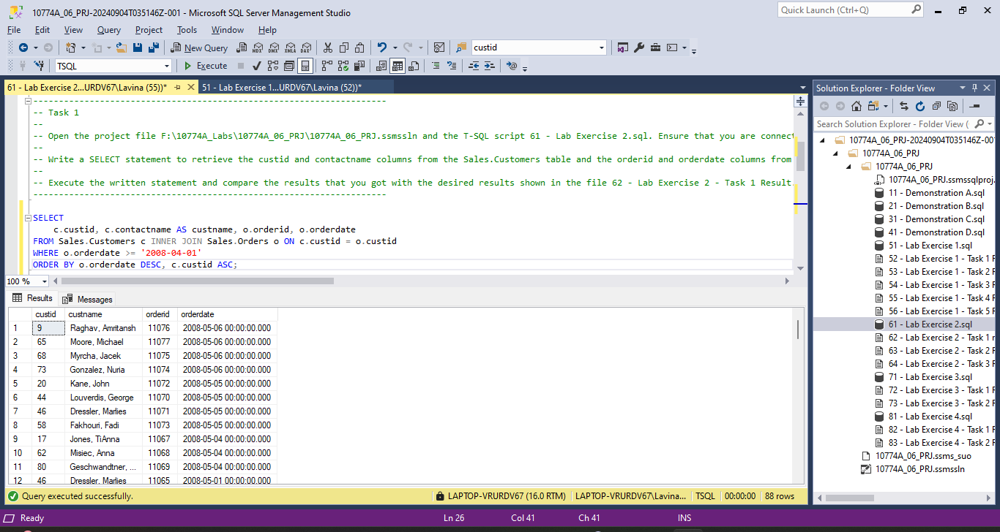 10774A_06_PRJ-20240904T035146Z-001 - Microsoft SQL Server Management Studio
Quick Launch (Ctrl+Q)
File Edit View Query Project Tools Window Help
New Query MDX DMX XMLA DAX custid
TSQL Execute
61 - Lab Exercise 2...URDV67\Lavina (55))* 51 - Lab Exercise 1...URDV67\Lavina (52))*
-- Task 1
--
-- Open the project file F:\10774A_Labs\10774A_06_PRJ\10774A_06_PRJ.ssmssln and the T-SQL script 61 - Lab Exercise 2.sql. Ensure that you are connect
--
-- Write a SELECT statement to retrieve the custid and contactname columns from the Sales.Customers table and the orderid and orderdate columns from
--
-- Execute the written statement and compare the results that you got with the desired results shown in the file 62 - Lab Exercise 2 - Task 1 Result.
SELECT
c.custid, c.contactname AS custname, o.orderid, o.orderdate
FROM Sales.Customers c INNER JOIN Sales.Orders o ON c.custid = o.custid
WHERE o.orderdate >= '2008-04-01'
ORDER BY o.orderdate DESC, c.custid ASC;
100 %
Results Messages
custid custname orderid orderdate
1 9 Raghav, Amritansh 11076 2008-05-06 00:00:00.000
2 65 Moore, Michael 11077 2008-05-06 00:00:00.000
3 68 Myrcha, Jacek 11075 2008-05-06 00:00:00.000
4 73 Gonzalez, Nuria 11074 2008-05-06 00:00:00.000
5 20 Kane, John 11072 2008-05-05 00:00:00.000
6 44 Louverdis, George 11070 2008-05-05 00:00:00.000
7 46 Dressler, Marlies 11071 2008-05-05 00:00:00.000
8 58 Fakhouri, Fadi 11073 2008-05-05 00:00:00.000
9 17 Jones, TiAnna 11067 2008-05-04 00:00:00.000
10 62 Misiec, Anna 11068 2008-05-04 00:00:00.000
11 80 Geschwandtner, ... 11069 2008-05-04 00:00:00.000
12 46 Dressler, Marlies 11065 2008-05-01 00:00:00.000
Query executed successfully. LAPTOP-VRURDV67 (16.0 RTM) LAPTOP-VRURDV67\Lavina... TSQL 00:00:00 88 rows
Solution Explorer - Folder View
Search Solution Explorer - Folder View (
10774A_06_PRJ-20240904T035146Z-001
10774A_06_PRJ
10774A_06_PRJ
10774A_06_PRJ.ssmssqlproj.
11 - Demonstration A.sql
21 - Demonstration B.sql
31 - Demonstration C.sql
41 - Demonstration D.sql
51 - Lab Exercise 1.sql
52 - Lab Exercise 1 - Task 1 F
53 - Lab Exercise 1 - Task 2 F
54 - Lab Exercise 1 - Task 3 F
55 - Lab Exercise 1 - Task 4 F
56 - Lab Exercise 1 - Task 5 F
61 - Lab Exercise 2.sql
62 - Lab Exercise 2 - Task 1 r
63 - Lab Exercise 2 - Task 2 F
64 - Lab Exercise 2 - Task 3 F
71 - Lab Exercise 3.sql
72 - Lab Exercise 3 - Task 1 F
73 - Lab Exercise 3 - Task 2 F
81 - Lab Exercise 4.sql
82 - Lab Exercise 4 - Task 1 F
83 - Lab Exercise 4 - Task 2 F
10774A_06_PRJ.ssms_suo
10774A_06_PRJ.ssmssln
Ready Ln 26 Col 41 Ch 41 INS